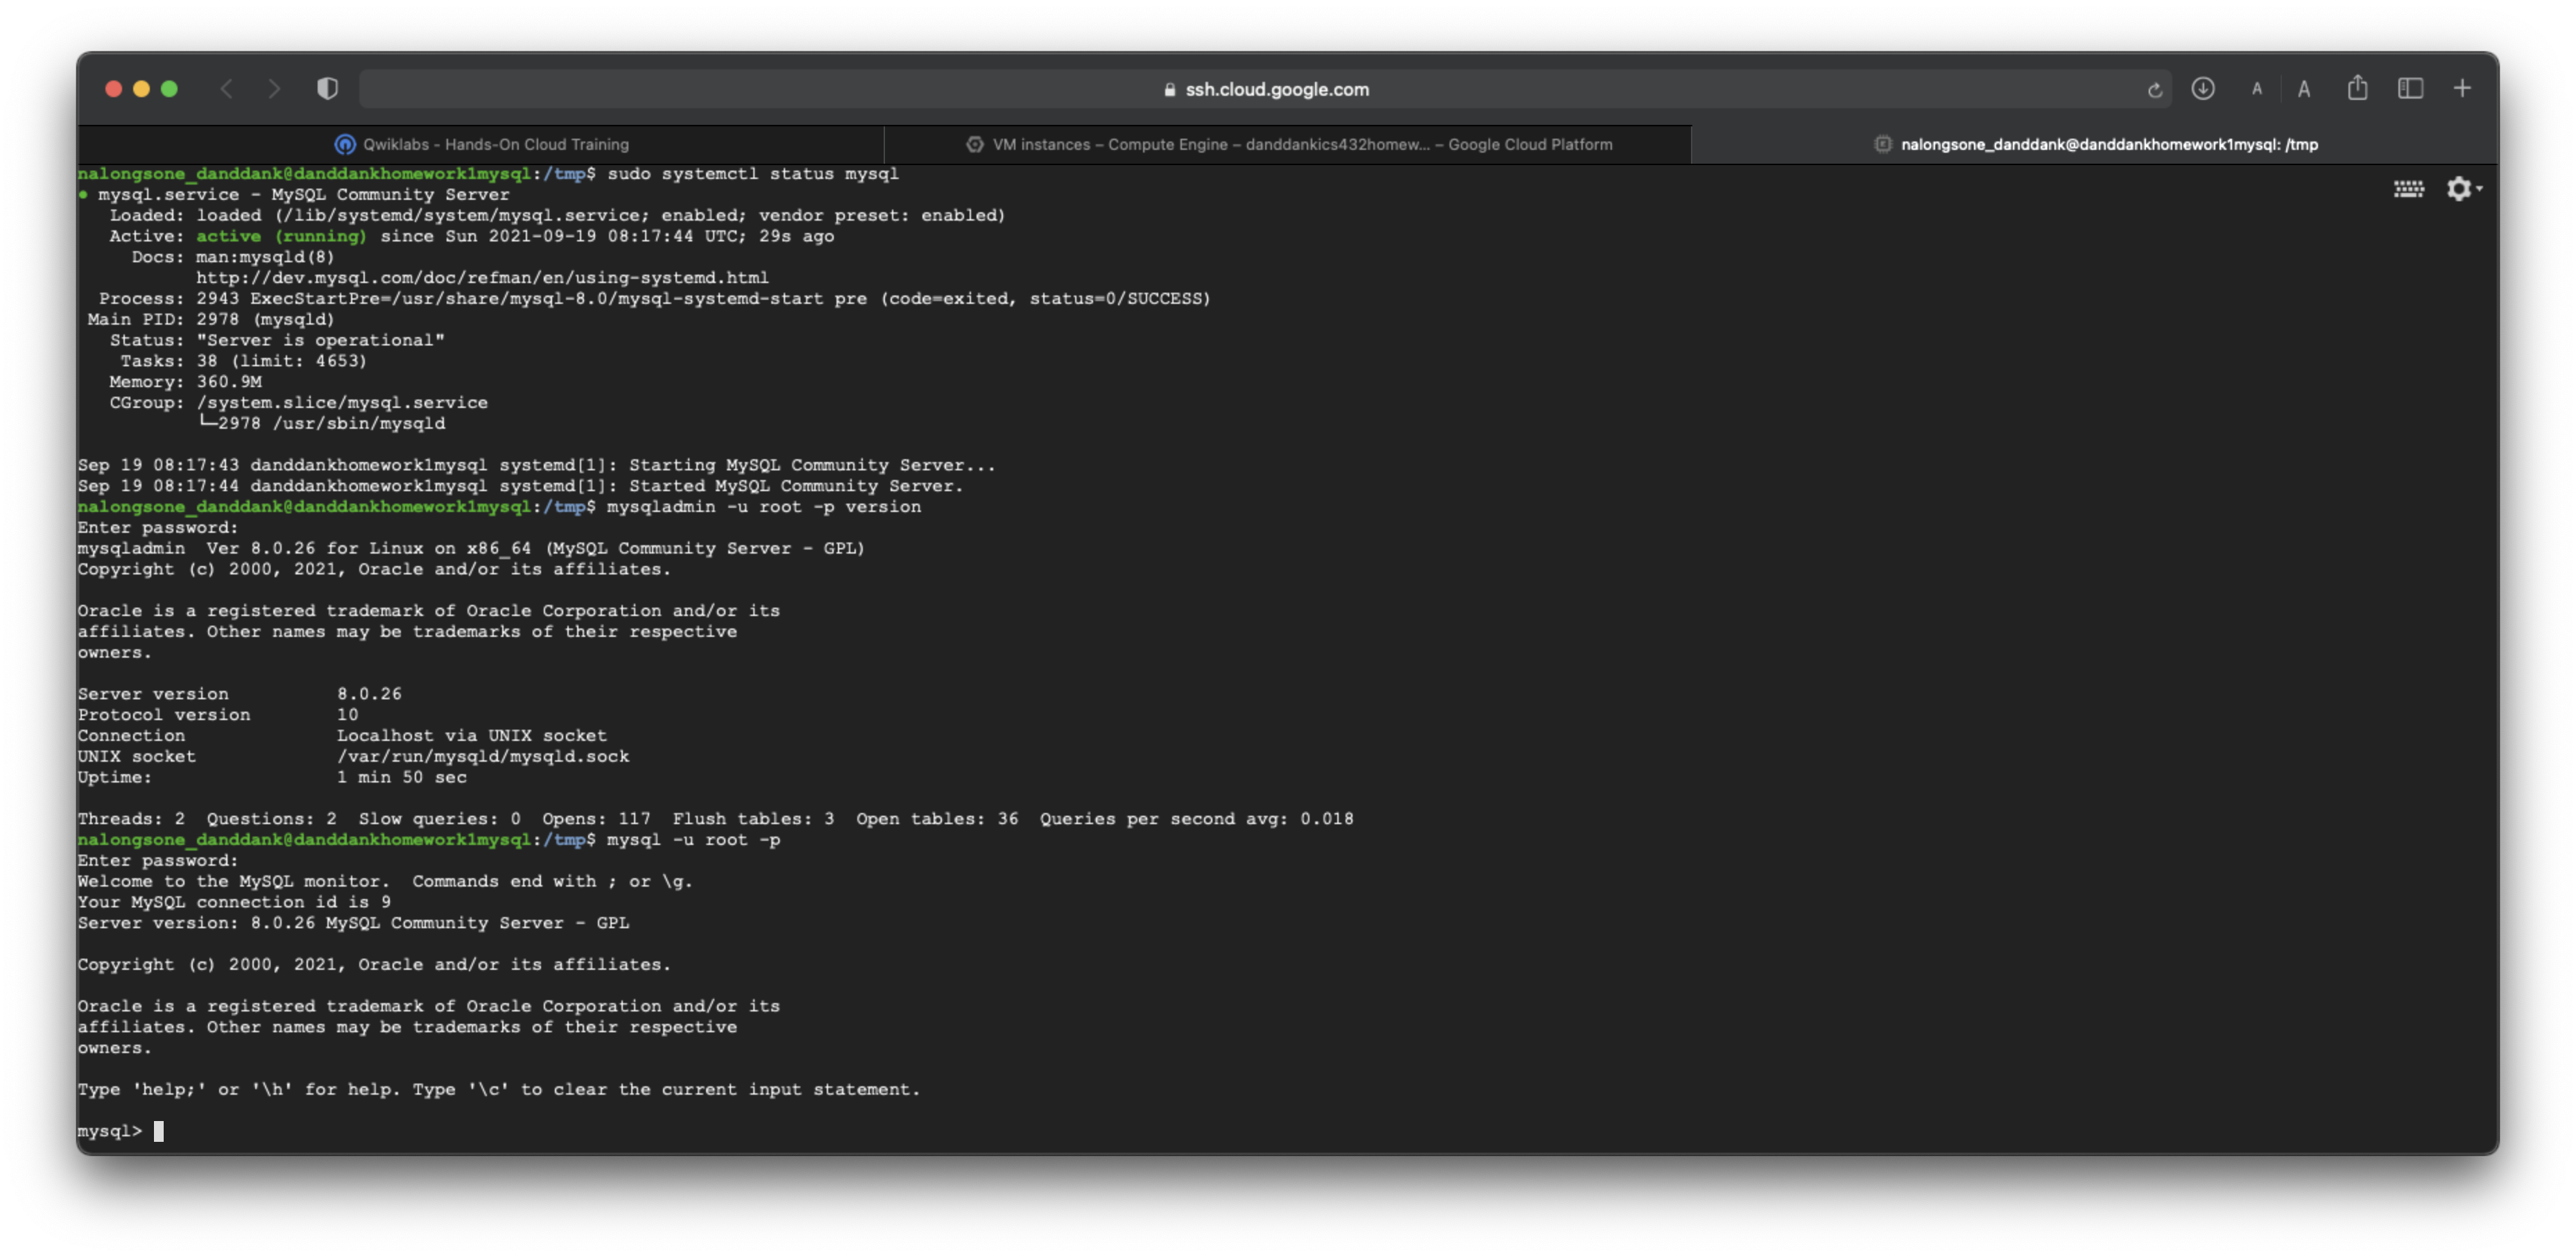 ssh.cloud.google.com
A A
Qwiklabs - Hands-On Cloud Training
VM instances – Compute Engine – danddankics432homew... – Google Cloud Platform
nalongsone_danddank@danddankhomework1mysql: /tmp
nalongsone_danddank@danddankhomework1mysql:/tmp$ sudo systemctl status mysql
● mysql.service - MySQL Community Server
Loaded: loaded (/lib/systemd/system/mysql.service; enabled; vendor preset: enabled)
Active: active (running) since Sun 2021-09-19 08:17:44 UTC; 29s ago
Docs: man:mysqld(8)
http://dev.mysql.com/doc/refman/en/using-systemd.html
Process: 2943 ExecStartPre=/usr/share/mysql-8.0/mysql-systemd-start pre (code=exited, status=0/SUCCESS)
Main PID: 2978 (mysqld)
Status: "Server is operational"
Tasks: 38 (limit: 4653)
Memory: 360.9M
CGroup: /system.slice/mysql.service
└─2978 /usr/sbin/mysqld
Sep 19 08:17:43 danddankhomework1mysql systemd[1]: Starting MySQL Community Server...
Sep 19 08:17:44 danddankhomework1mysql systemd[1]: Started MySQL Community Server.
nalongsone_danddank@danddankhomework1mysql:/tmp$ mysqladmin -u root -p version
Enter password:
mysqladmin  Ver 8.0.26 for Linux on x86_64 (MySQL Community Server - GPL)
Copyright (c) 2000, 2021, Oracle and/or its affiliates.
Oracle is a registered trademark of Oracle Corporation and/or its
affiliates. Other names may be trademarks of their respective
owners.
Server version 8.0.26
Protocol version 10
Connection Localhost via UNIX socket
UNIX socket /var/run/mysqld/mysqld.sock
Uptime: 1 min 50 sec
Threads: 2  Questions: 2  Slow queries: 0  Opens: 117  Flush tables: 3  Open tables: 36  Queries per second avg: 0.018
nalongsone_danddank@danddankhomework1mysql:/tmp$ mysql -u root -p
Enter password:
Welcome to the MySQL monitor.  Commands end with ; or \g.
Your MySQL connection id is 9
Server version: 8.0.26 MySQL Community Server - GPL
Copyright (c) 2000, 2021, Oracle and/or its affiliates.
Oracle is a registered trademark of Oracle Corporation and/or its
affiliates. Other names may be trademarks of their respective
owners.
Type 'help;' or '\h' for help. Type '\c' to clear the current input statement.
mysql>